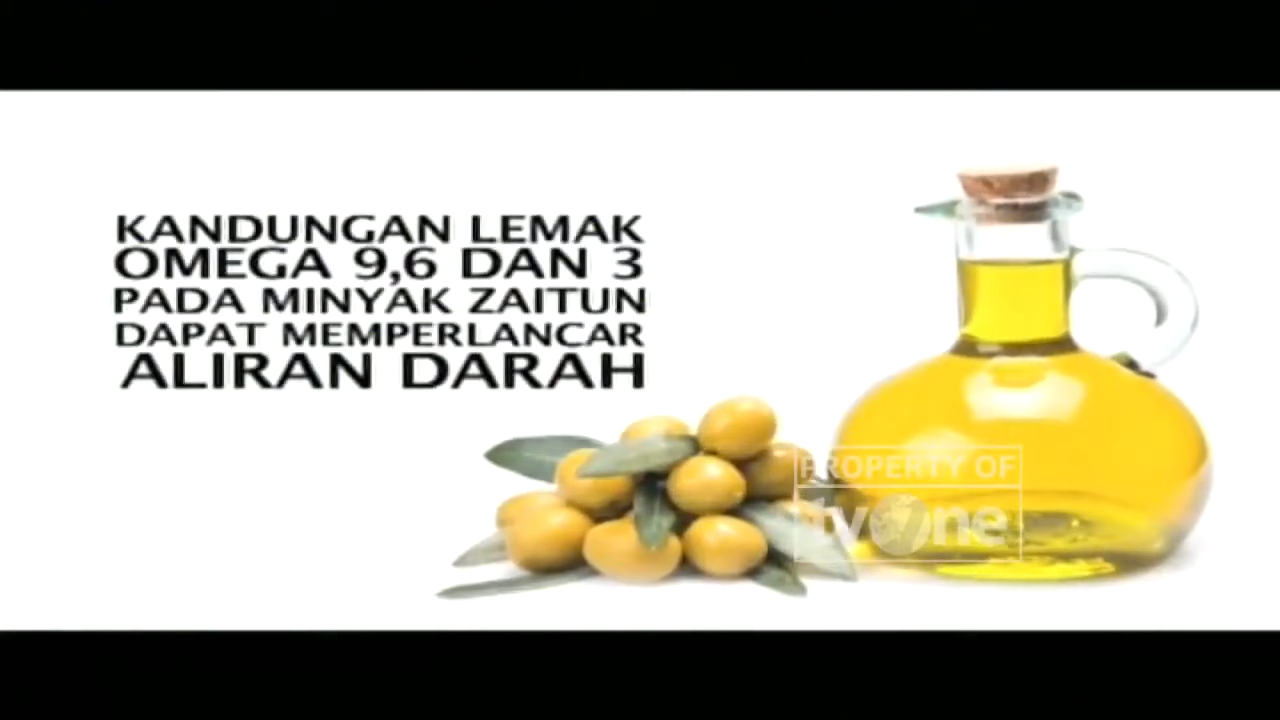 KANDUNGAN LEMAK
OMEGA 9,6 DAN 3
PADA MINYAK ZAITUN
DAPAT MEMPERLANCAR
ALIRAN DARAH
PROPERTY OF
tvOne